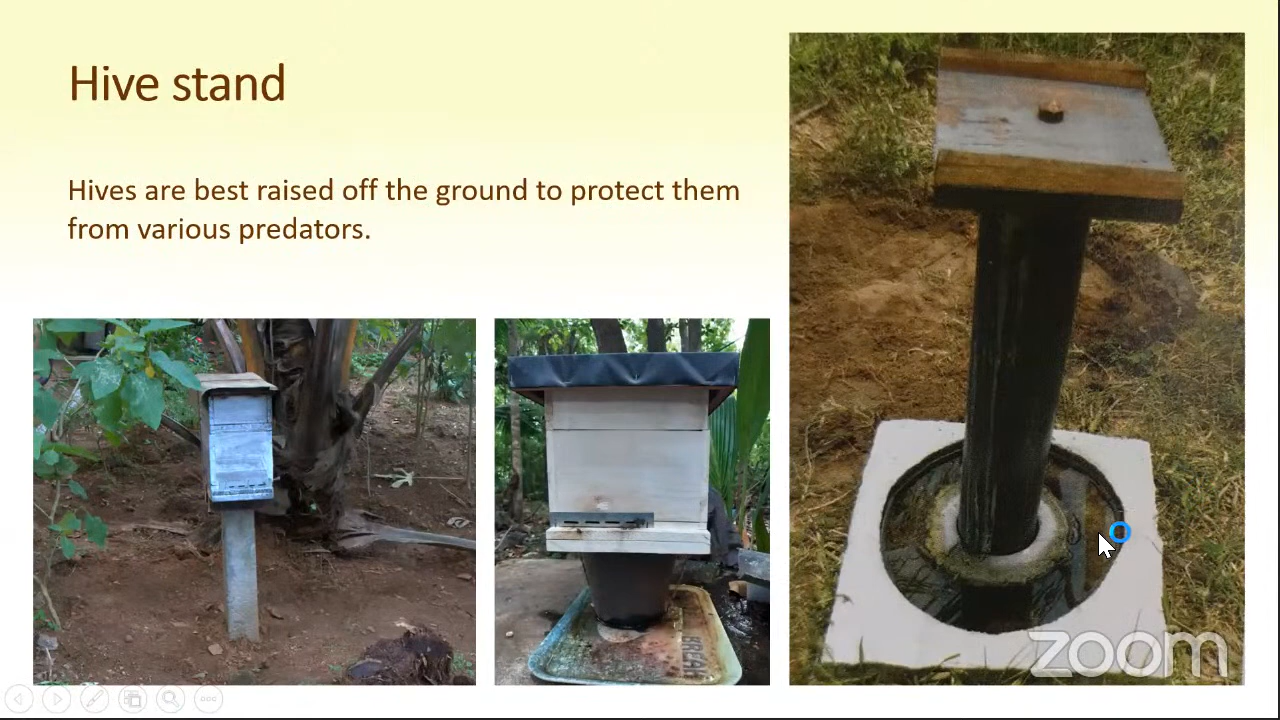 Hive stand
Hives are best raised off the ground to protect them
from various predators.
zoom